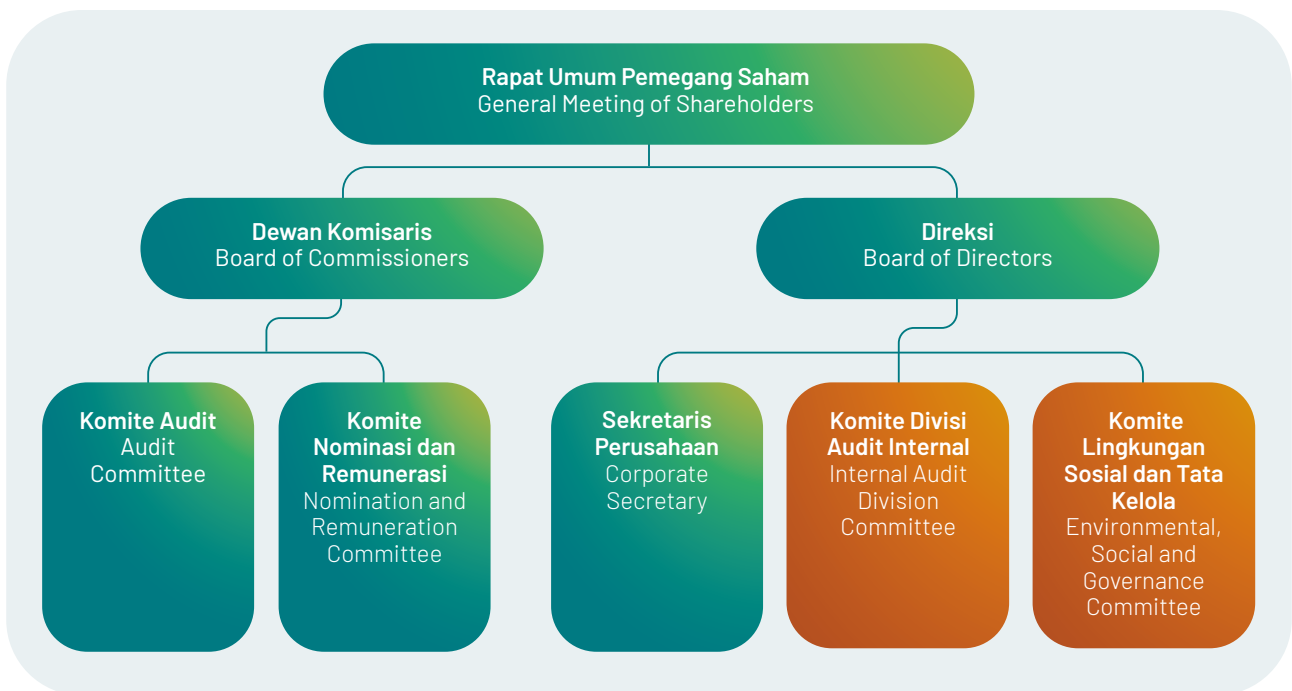 Rapat Umum Pemegang Saham
General Meeting of Shareholders
Dewan Komisaris
Board of Commissioners
Direksi
Board of Directors
Komite Audit
Audit
Committee
Komite
Nominasi dan
Remunerasi
Nomination and
Remuneration
Committee
Sekretaris
Perusahaan
Corporate
Secretary
Komite Divisi
Audit Internal
Internal Audit
Division
Committee
Komite
Lingkungan
Sosial dan Tata
Kelola
Environmental,
Social and
Governance
Committee